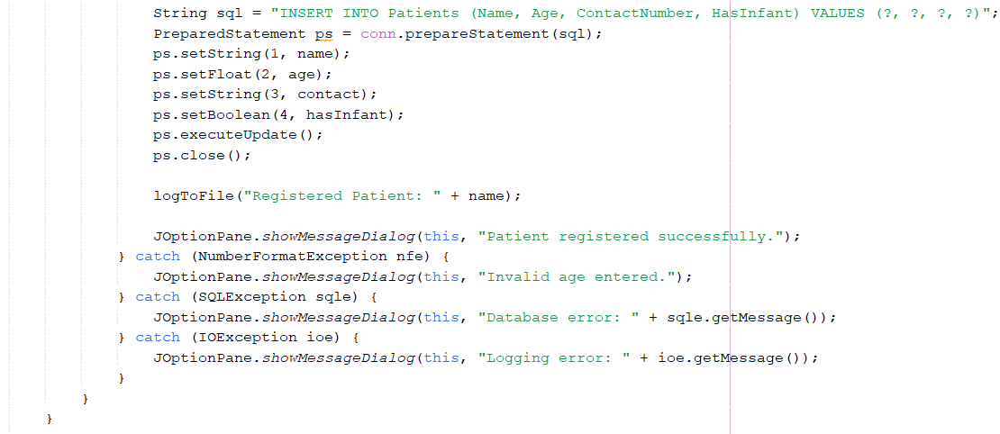 String sql = "INSERT INTO Patients (Name, Age, ContactNumber, HasInfant) VALUES (?, ?, ?, ?)";
PreparedStatement ps = conn.prepareStatement(sql);
ps.setString(1, name);
ps.setFloat(2, age);
ps.setString(3, contact);
ps.setBoolean(4, hasInfant);
ps.executeUpdate();
ps.close();
logToFile("Registered Patient: " + name);
JOptionPane.showMessageDialog(this, "Patient registered successfully.");
} catch (NumberFormatException nfe) {
JOptionPane.showMessageDialog(this, "Invalid age entered.");
} catch (SQLException sqle) {
JOptionPane.showMessageDialog(this, "Database error: " + sqle.getMessage());
} catch (IOException ioe) {
JOptionPane.showMessageDialog(this, "Logging error: " + ioe.getMessage());
}
}
}